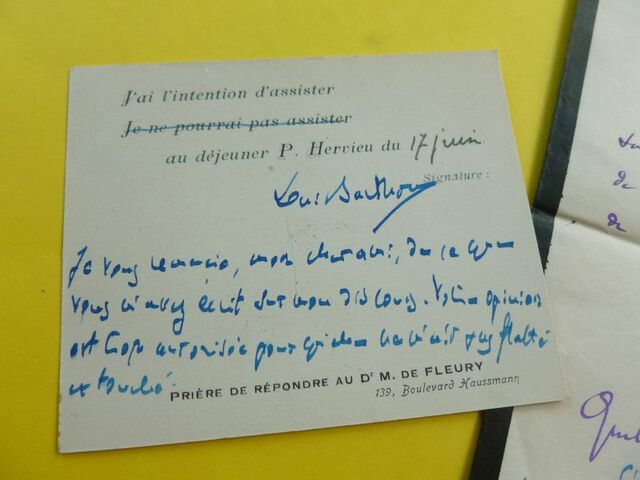 J'ai l'intention d'assister
Je ne pourrai pas assister
au déjeuner P. Hervieu du 17 juin
Signature :
Louis Barthou
Je vous remercie, mon cher ami, de ce que
vous m'avez écrit sur mon discours. Votre opinion
est trop autorisée pour qu'elle ne m'ait pas flatté
et touché.
PRIÈRE DE RÉPONDRE AU Dr M. DE FLEURY
139, Boulevard Haussmann